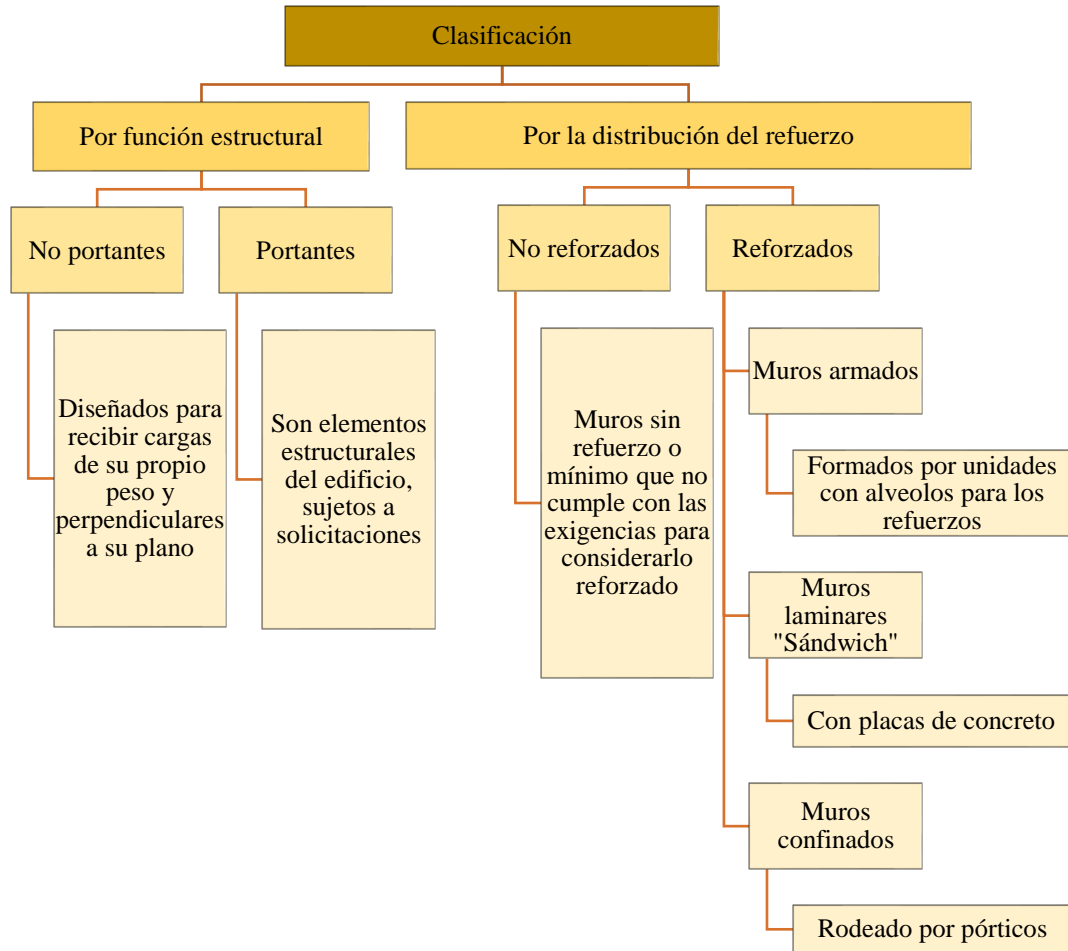 Clasificación
Por función estructural
No portantes
Diseñados para
recibir cargas
de su propio
peso y
perpendiculares
a su plano
Portantes
Son elementos
estructurales
del edificio,
sujetos a
solicitaciones
Por la distribución del refuerzo
No reforzados
Muros sin
refuerzo o
mínimo que no
cumple con las
exigencias para
considerarlo
reforzado
Reforzados
Muros armados
Formados por unidades
con alveolos para los
refuerzos
Muros
laminares
"Sándwich"
Con placas de concreto
Muros
confinados
Rodeado por pórticos